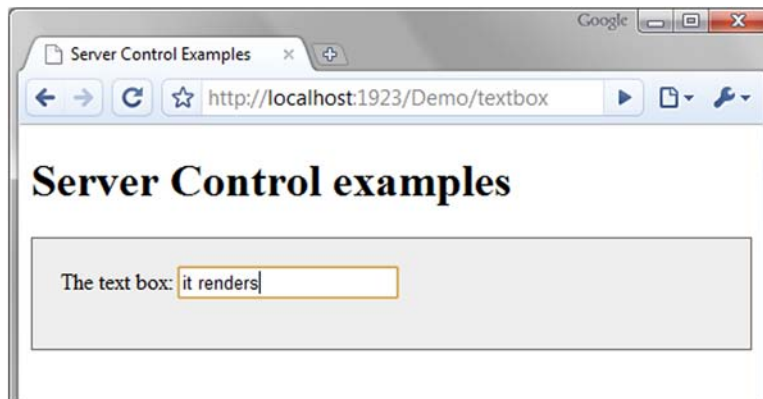 Google
Server Control Examples
http://localhost:1923/Demo/textbox
Server Control examples
The text box: it renders